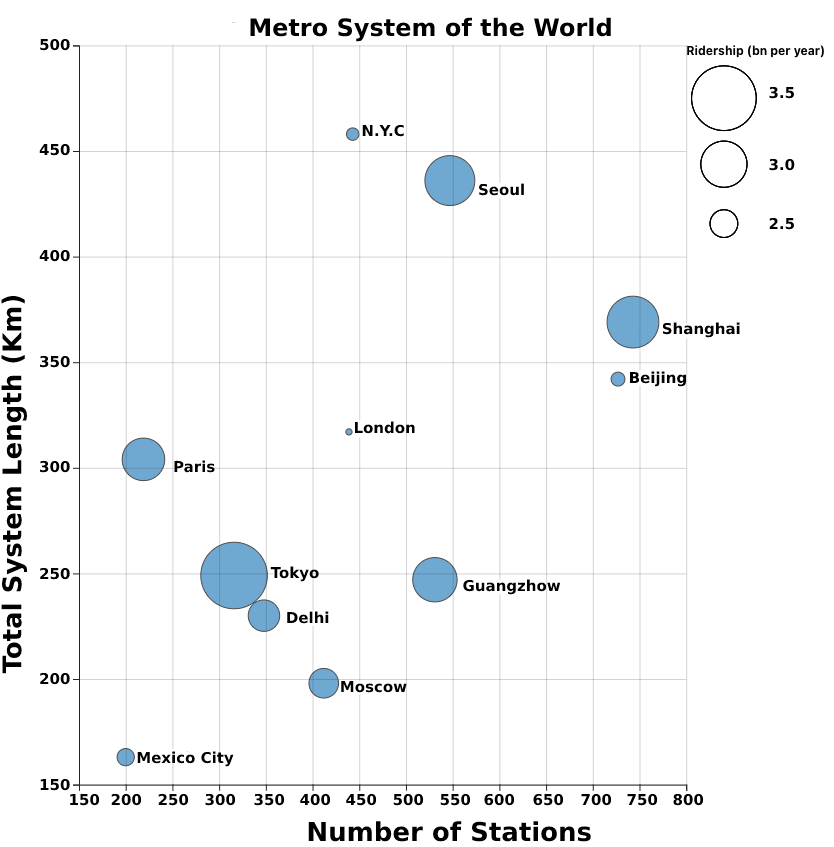 Metro System of the World
Ridership (bn per year)
3.5
3.0
2.5
500
450
400
350
300
250
200
150
Total System Length (Km)
N.Y.C
Seoul
Shanghai
Beijing
London
Paris
Tokyo
Guangzhow
Delhi
Moscow
Mexico City
150 200 250 300 350 400 450 500 550 600 650 700 750 800
Number of Stations